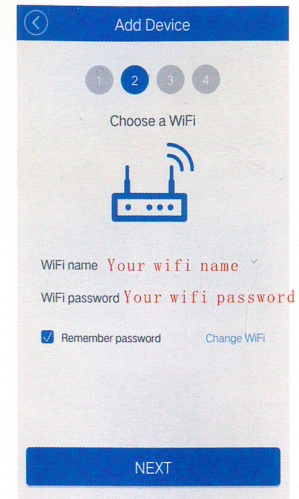 Add Device
1 2 3 4
Choose a WiFi
WiFi name Your wifi name
WiFi password Your wifi password
Remember password Change WiFi
NEXT